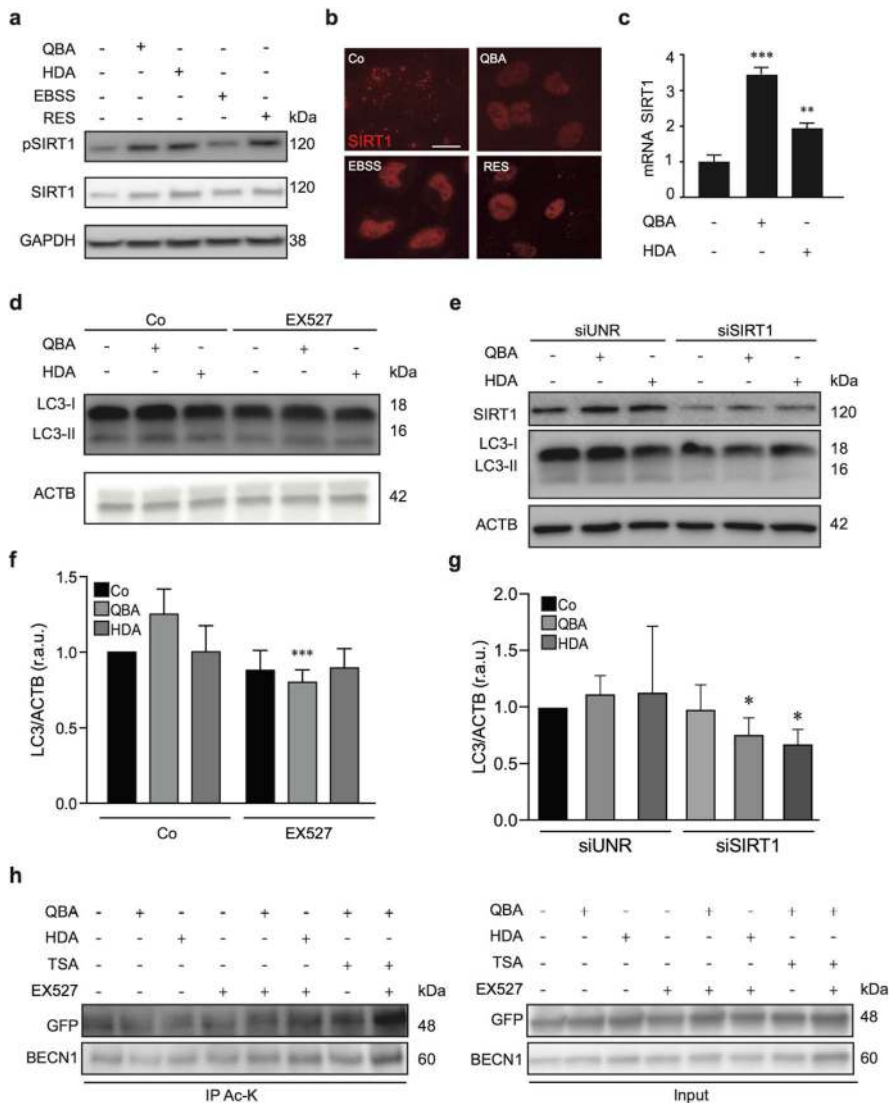 a
QBA - + - - -
HDA - - + - -
EBSS - - - + -
RES - - - - + kDa
pSIRT1 120
SIRT1 120
GAPDH 38
b
Co
QBA
SIRT1
EBSS
RES
c
mRNA SIRT1
4
3
2
1
0
***
**
QBA - + -
HDA - - +
d
Co EX527
QBA - + - - + -
HDA - - + - - + kDa
LC3-I 18
LC3-II 16
ACTB 42
e
siUNR siSIRT1
QBA - + - - + -
HDA - - + - - + kDa
SIRT1 120
LC3-I 18
LC3-II 16
ACTB 42
f
LC3/ACTB (r.a.u.)
1.5
1.0
0.5
0.0
Co
QBA
HDA
***
Co EX527
g
LC3/ACTB (r.a.u.)
2.0
1.5
1.0
0.5
0.0
Co
QBA
HDA
* *
siUNR siSIRT1
h
QBA - + - - + - + +
HDA - - + - - + - -
TSA - - - - - - + +
EX527 - - - + + + - + kDa
GFP 48
BECN1 60
IP Ac-K
QBA - + - - + - + +
HDA - - + - - + - -
TSA - - - - - - + +
EX527 - - - + + + - + kDa
GFP 48
BECN1 60
Input